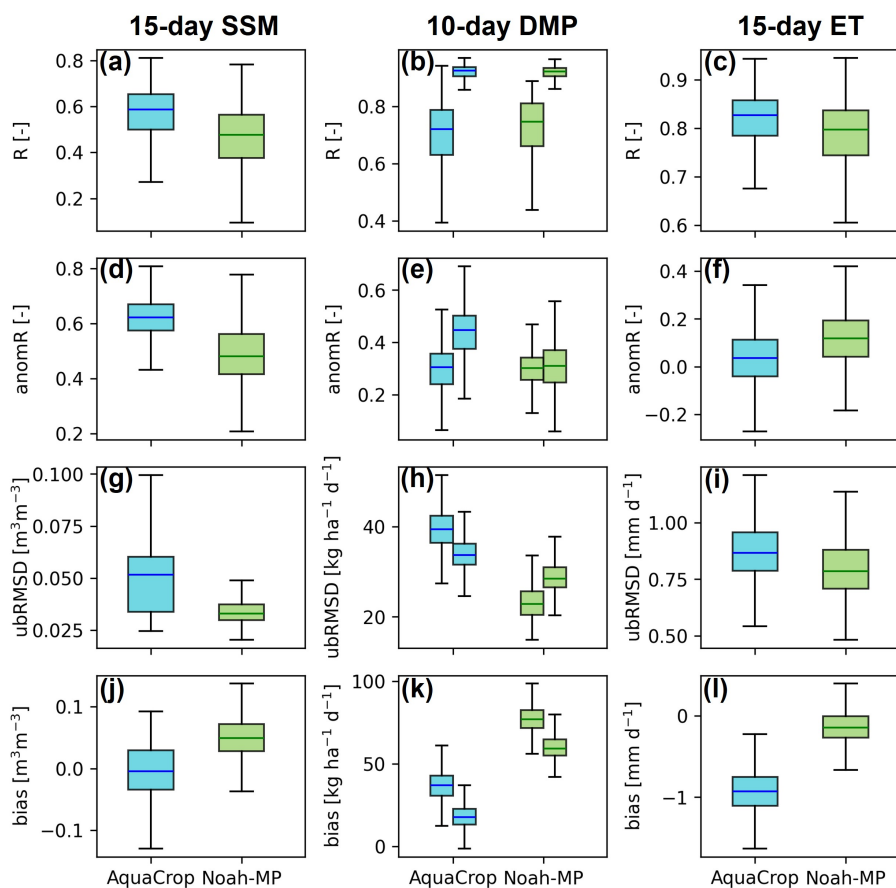 15-day SSM 10-day DMP 15-day ET
(a)
R [-]
0.8
0.6
0.4
0.2
(b)
R [-]
0.8
0.6
0.4
(c)
R [-]
0.9
0.8
0.7
0.6
(d)
anomR [-]
0.8
0.6
0.4
0.2
(e)
anomR [-]
0.6
0.4
0.2
(f)
anomR [-]
0.4
0.2
0.0
−0.2
(g)
ubRMSD [m³m⁻³]
0.100
0.075
0.050
0.025
(h)
ubRMSD [kg ha⁻¹ d⁻¹]
40
20
(i)
ubRMSD [mm d⁻¹]
1.00
0.75
0.50
(j)
bias [m³m⁻³]
0.1
0.0
−0.1
AquaCrop Noah-MP
(k)
bias [kg ha⁻¹ d⁻¹]
100
50
0
AquaCrop Noah-MP
(l)
bias [mm d⁻¹]
0
−1
AquaCrop Noah-MP